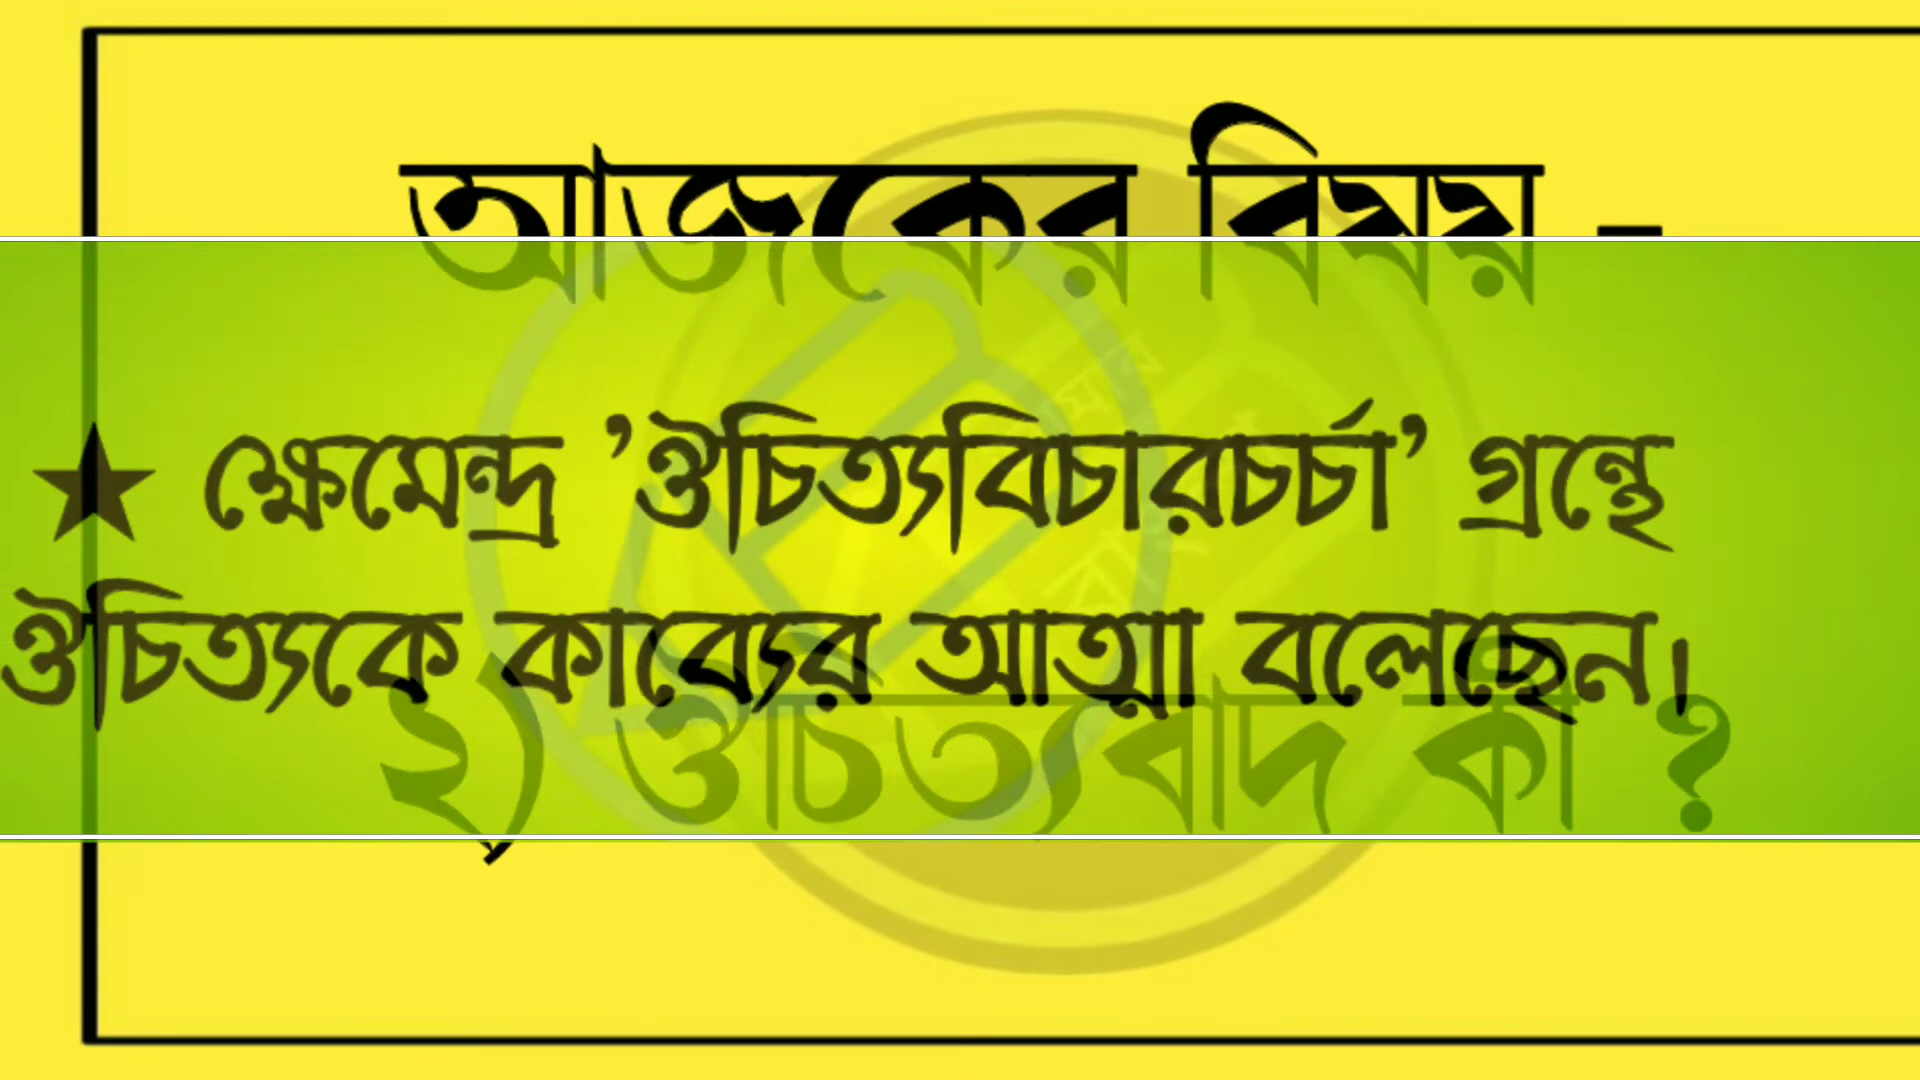 আজকের বিষয় -
★ ক্ষেমেন্দ্র ’ঔচিত্যবিচারচর্চা’ গ্রন্থে
ঔচিত্যকে কাব্যের আত্মা বলেছেন।
২) ঔচিত্যবাদ কী ?